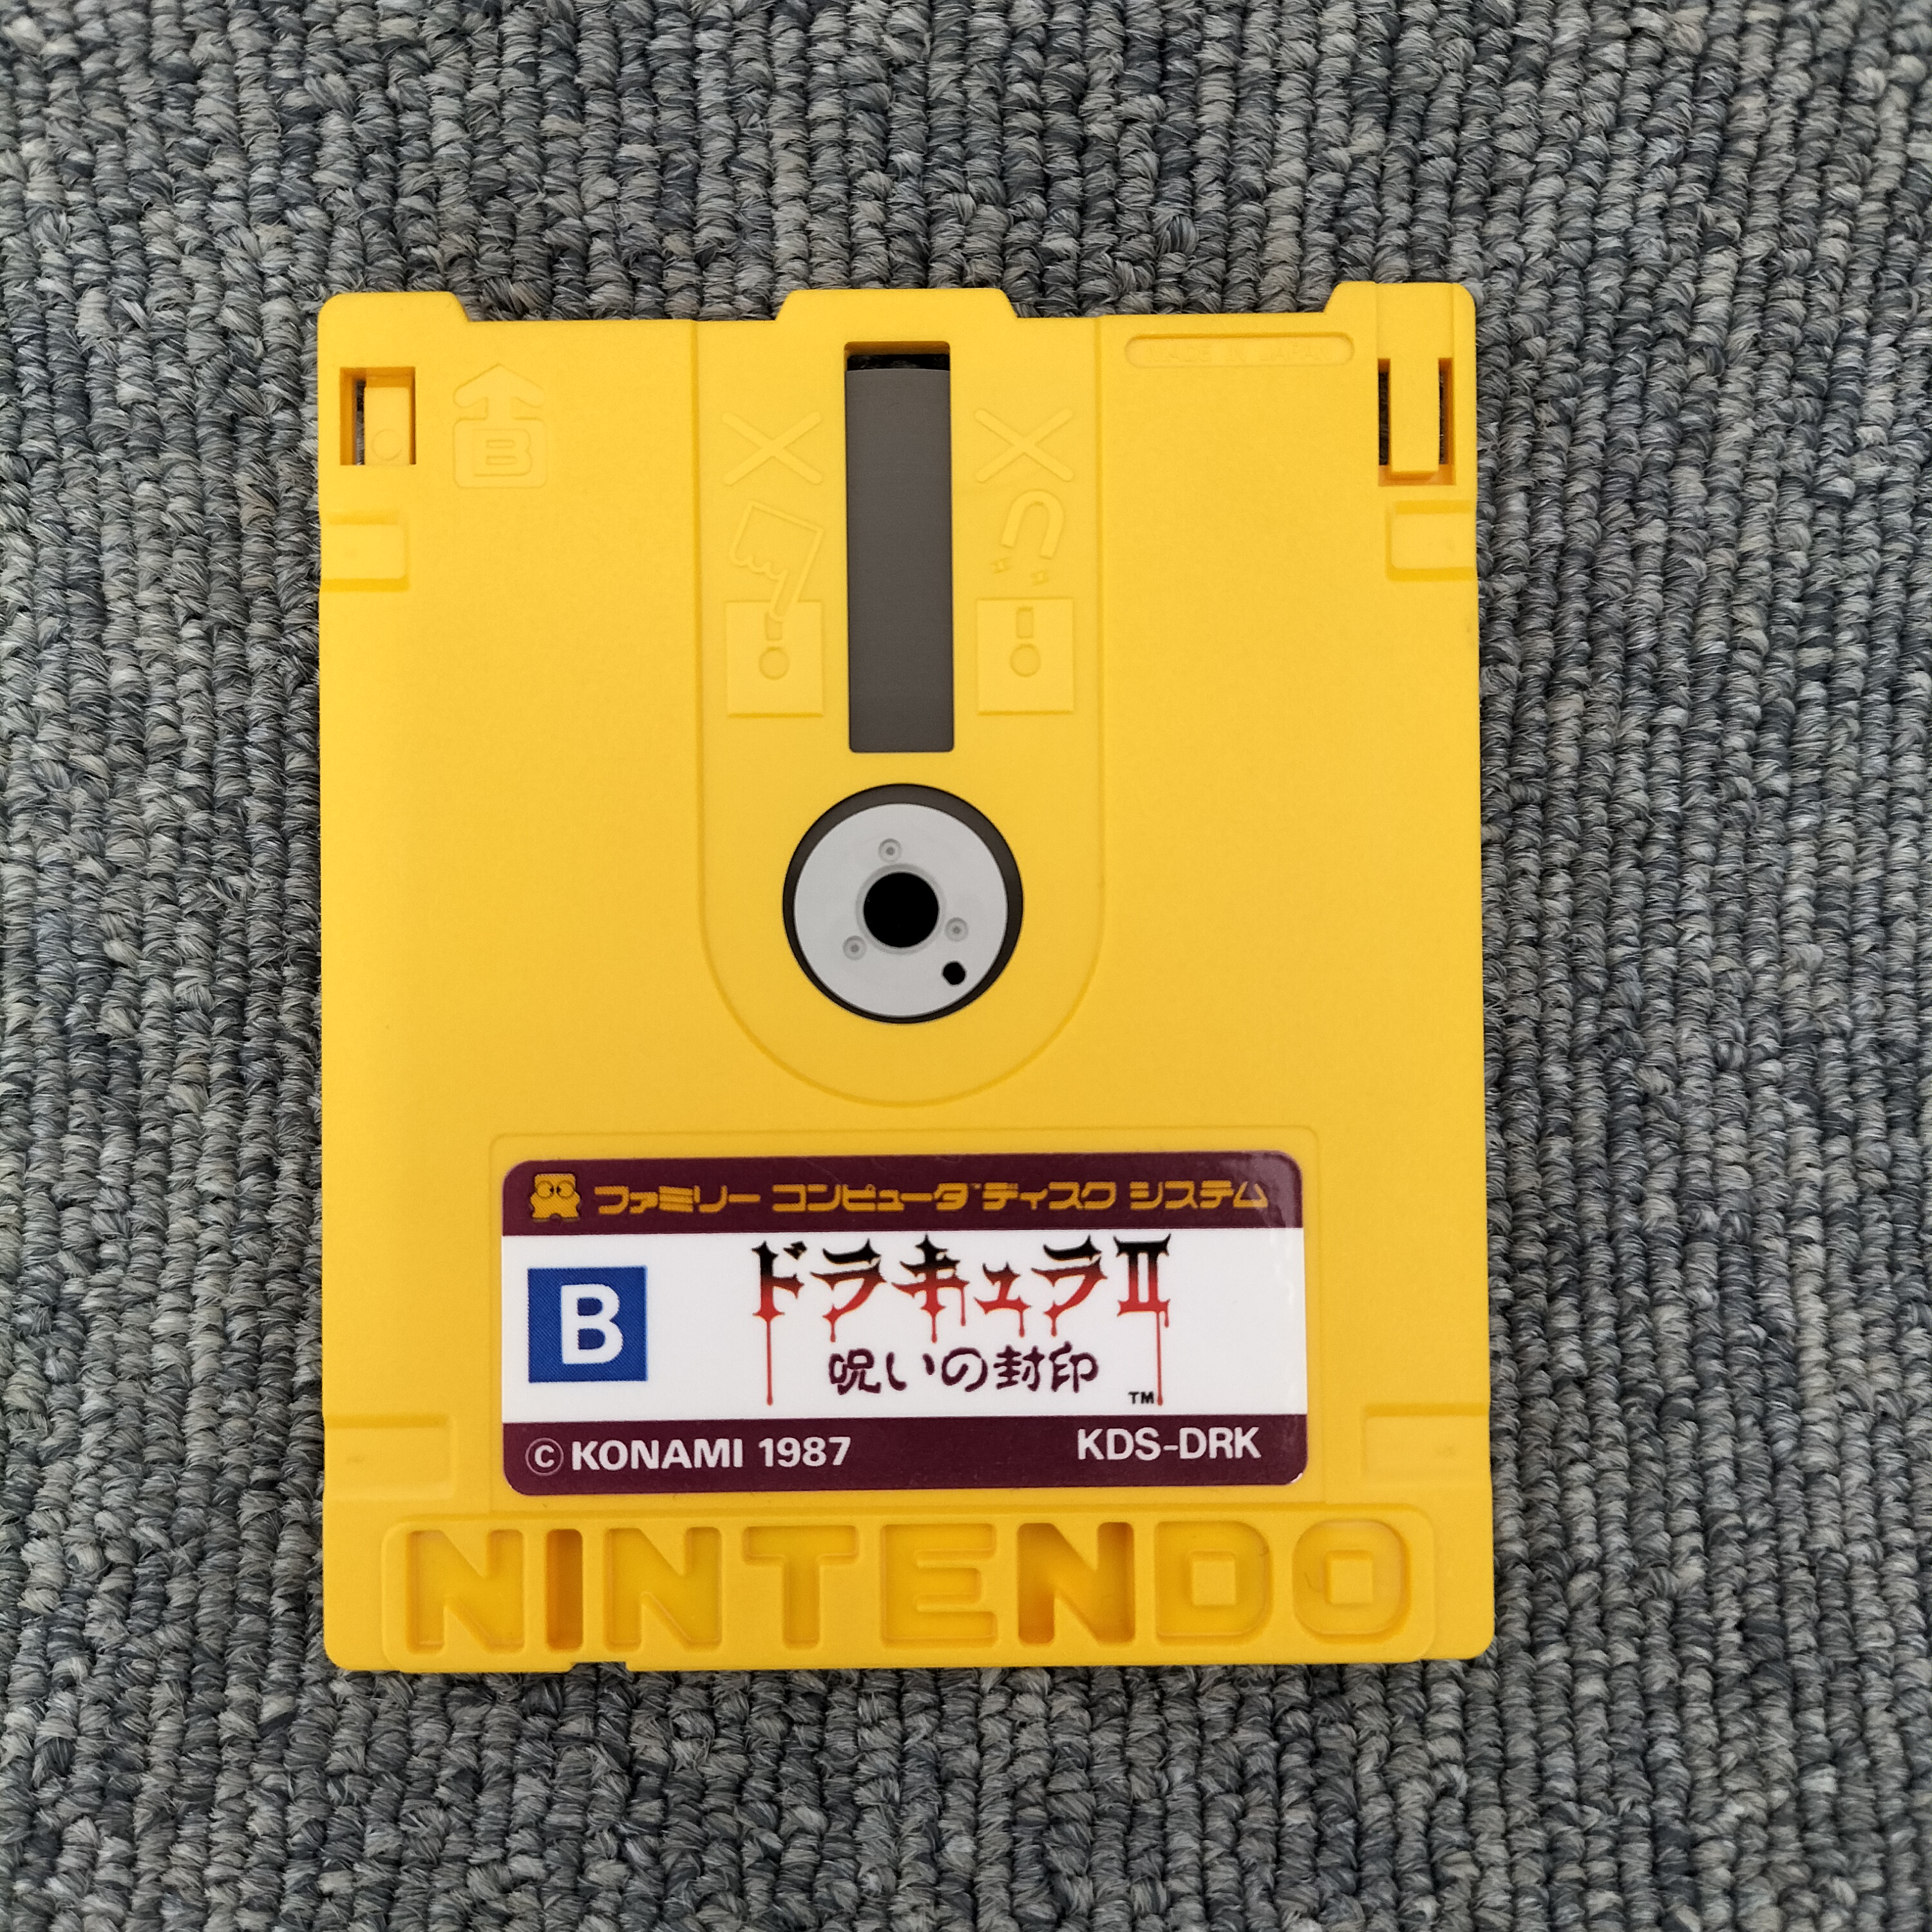 B
MADE IN JAPAN
ファミリー コンピュータ™ディスク システム
B
ドラキュラII
呪いの封印
TM
©KONAMI 1987
KDS-DRK
NINTENDO